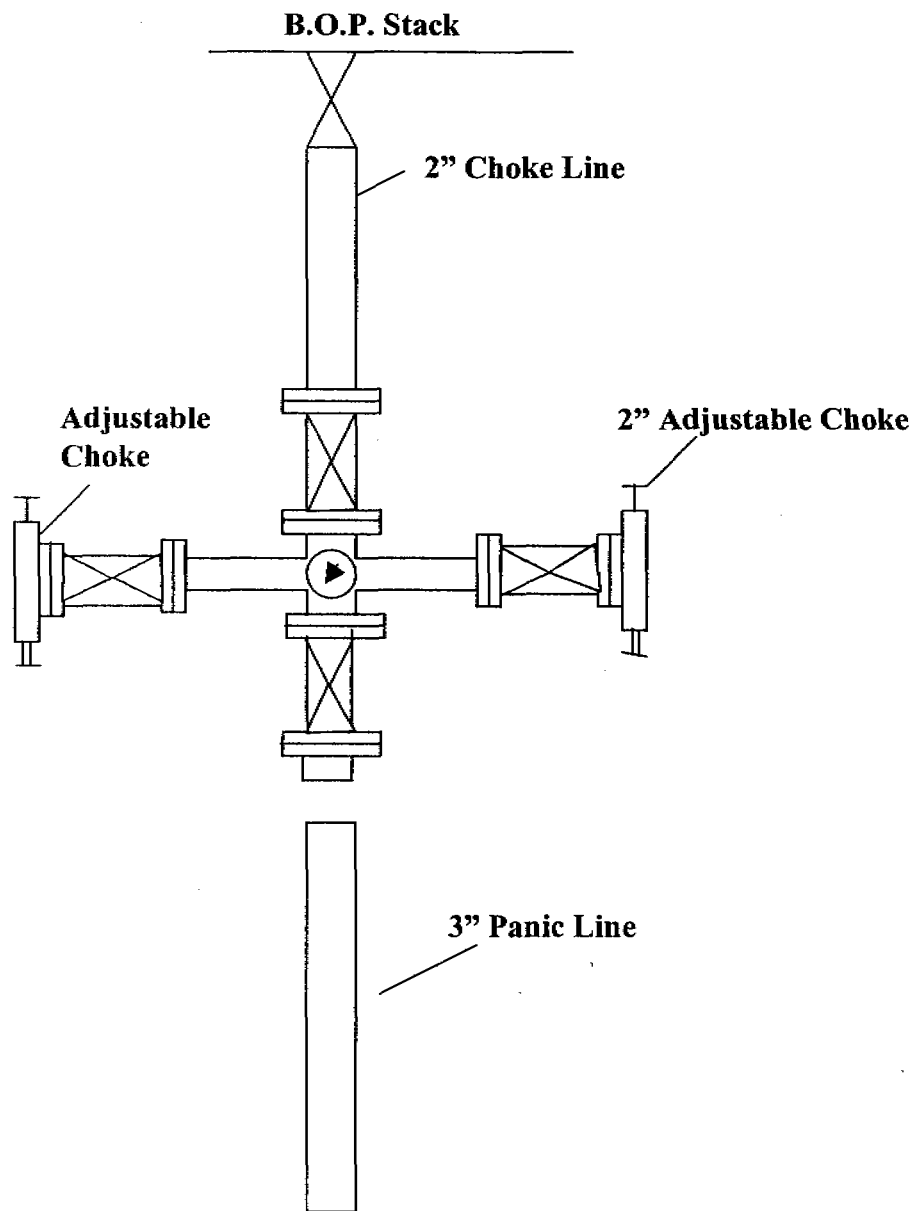 B.O.P. Stack
2” Choke Line
Adjustable
Choke
2” Adjustable Choke
3” Panic Line